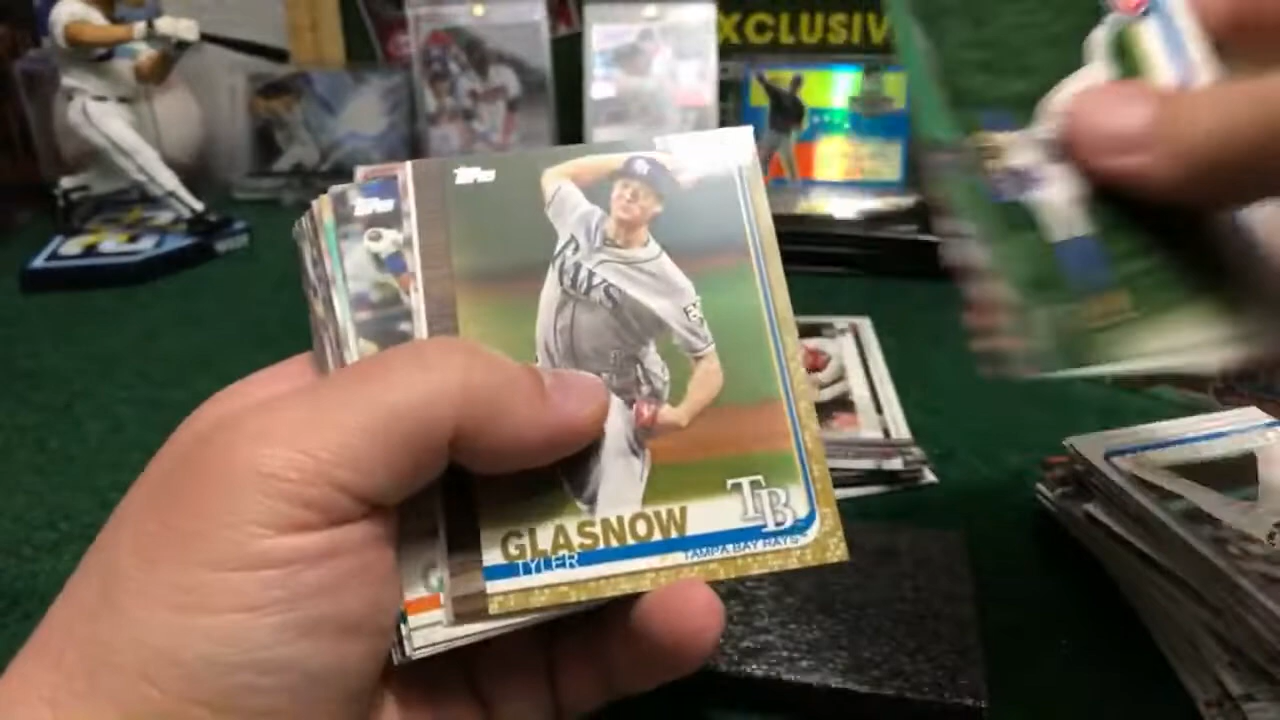 XCLUSIV
Topps
Topps
RAYS
TB
GLASNOW
TYLER
TAMPA BAY RAYS